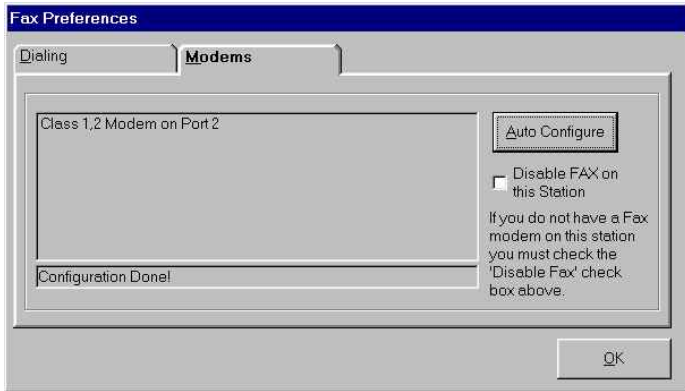 Fax Preferences
Dialing
Modems
Class 1,2 Modem on Port 2
Auto Configure
Disable FAX on
this Station
If you do not have a Fax
modem on this station
you must check the
'Disable Fax' check
box above.
Configuration Done!
OK